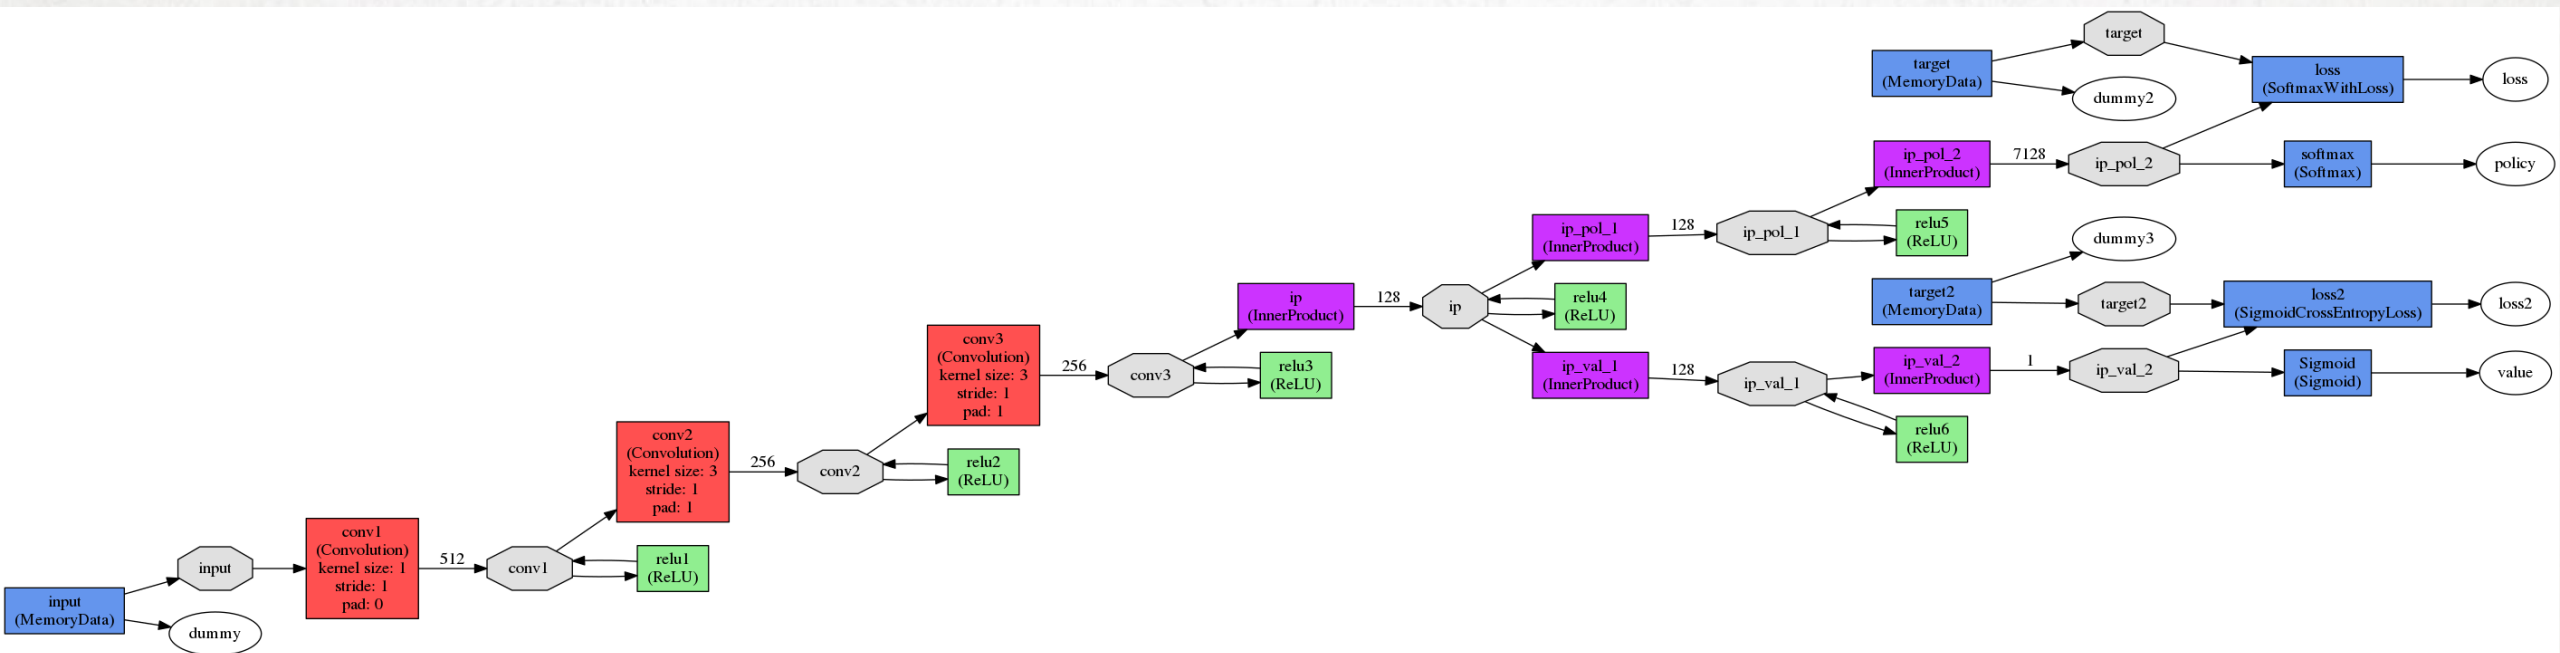 target
target
(MemoryData)
dummy2
loss
(SoftmaxWithLoss)
loss
ip_pol_2
(InnerProduct)
7128
ip_pol_2
softmax
(Softmax)
policy
ip_pol_1
(InnerProduct)
128
ip_pol_1
relu5
(ReLU)
dummy3
ip
(InnerProduct)
128
ip
relu4
(ReLU)
target2
(MemoryData)
target2
loss2
(SigmoidCrossEntropyLoss)
loss2
conv3
(Convolution)
kernel size: 3
stride: 1
pad: 1
256
conv3
relu3
(ReLU)
ip_val_1
(InnerProduct)
128
ip_val_1
ip_val_2
(InnerProduct)
1
ip_val_2
Sigmoid
(Sigmoid)
value
relu6
(ReLU)
conv2
(Convolution)
kernel size: 3
stride: 1
pad: 1
256
conv2
relu2
(ReLU)
input
conv1
(Convolution)
kernel size: 1
stride: 1
pad: 0
512
conv1
relu1
(ReLU)
input
(MemoryData)
dummy